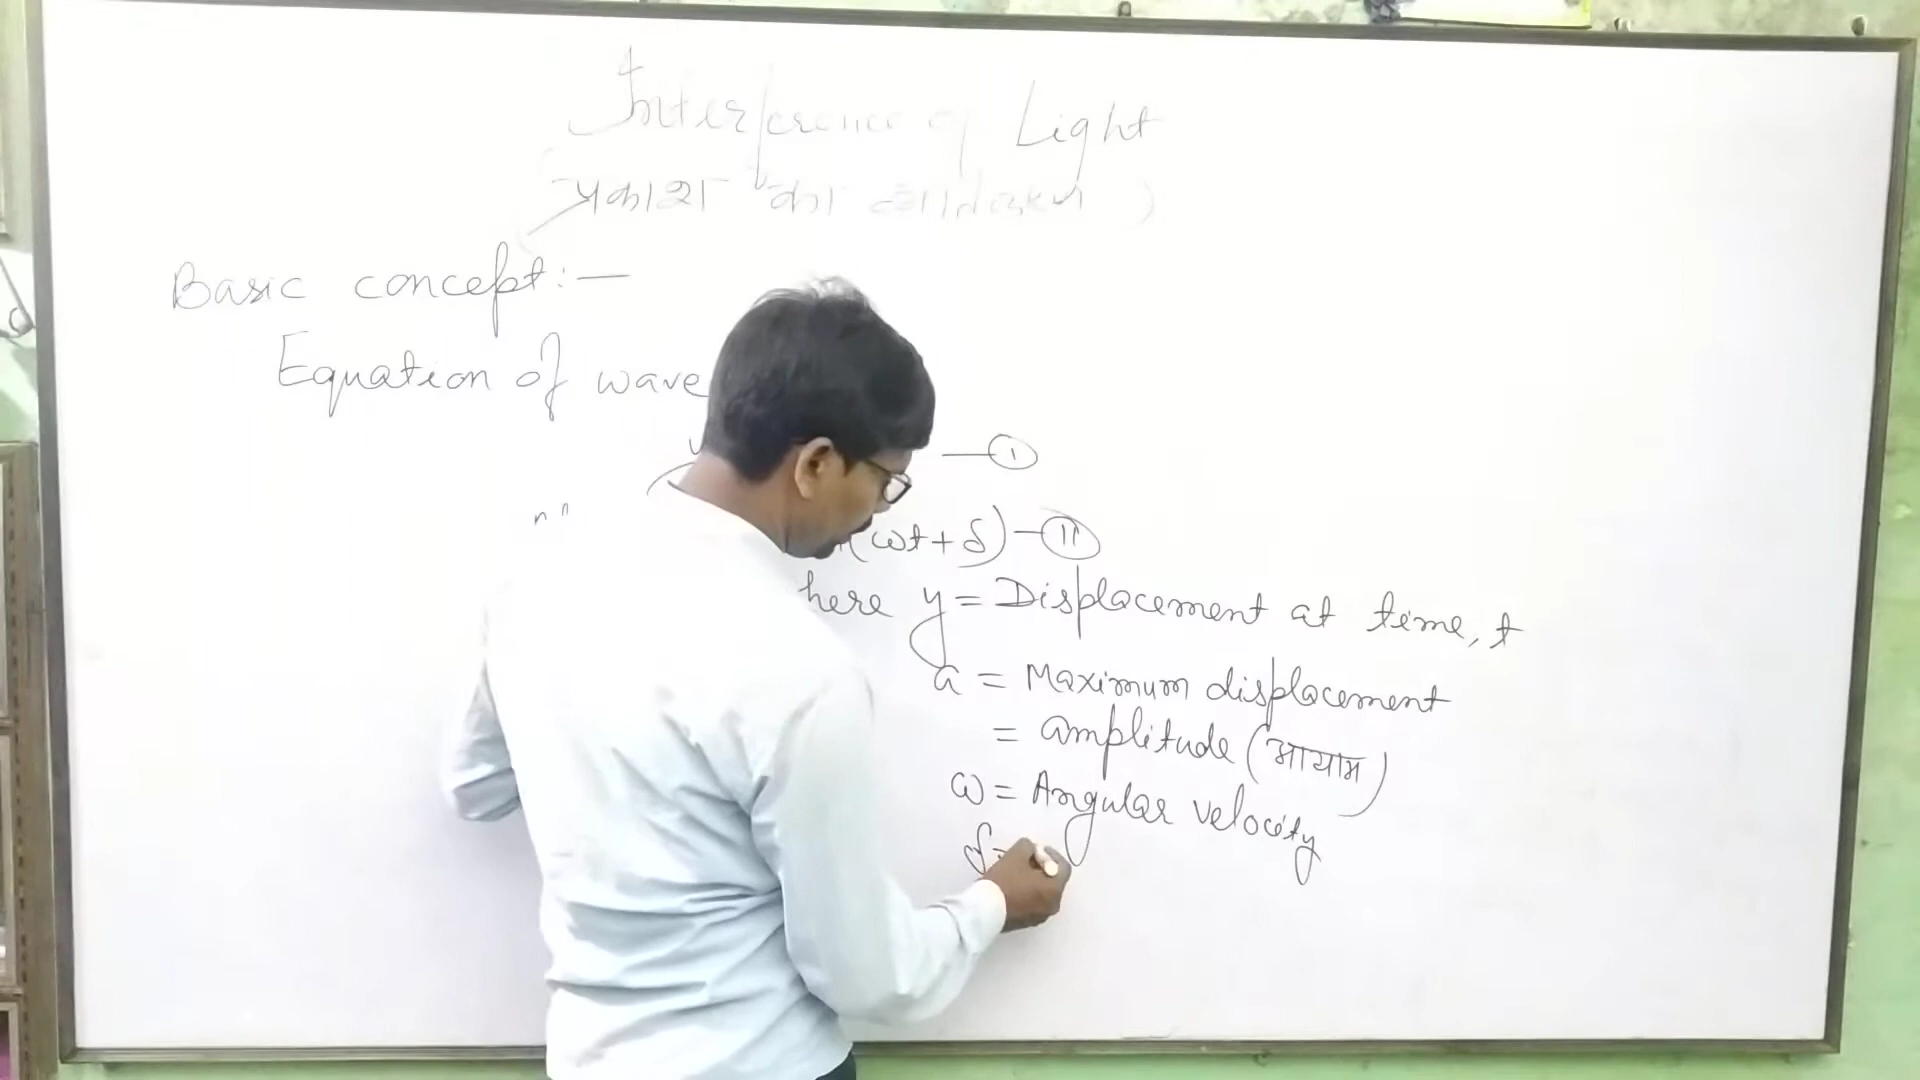 Interference of Light
प्रकाश का व्यतिकरण )
Basic concept:—
Equation of wave
— (1)
" "
(ωt + δ) — (II)
here y = Displacement at time, t
a = Maximum displacement
= amplitude (आयाम)
ω = Angular velocity
δ =